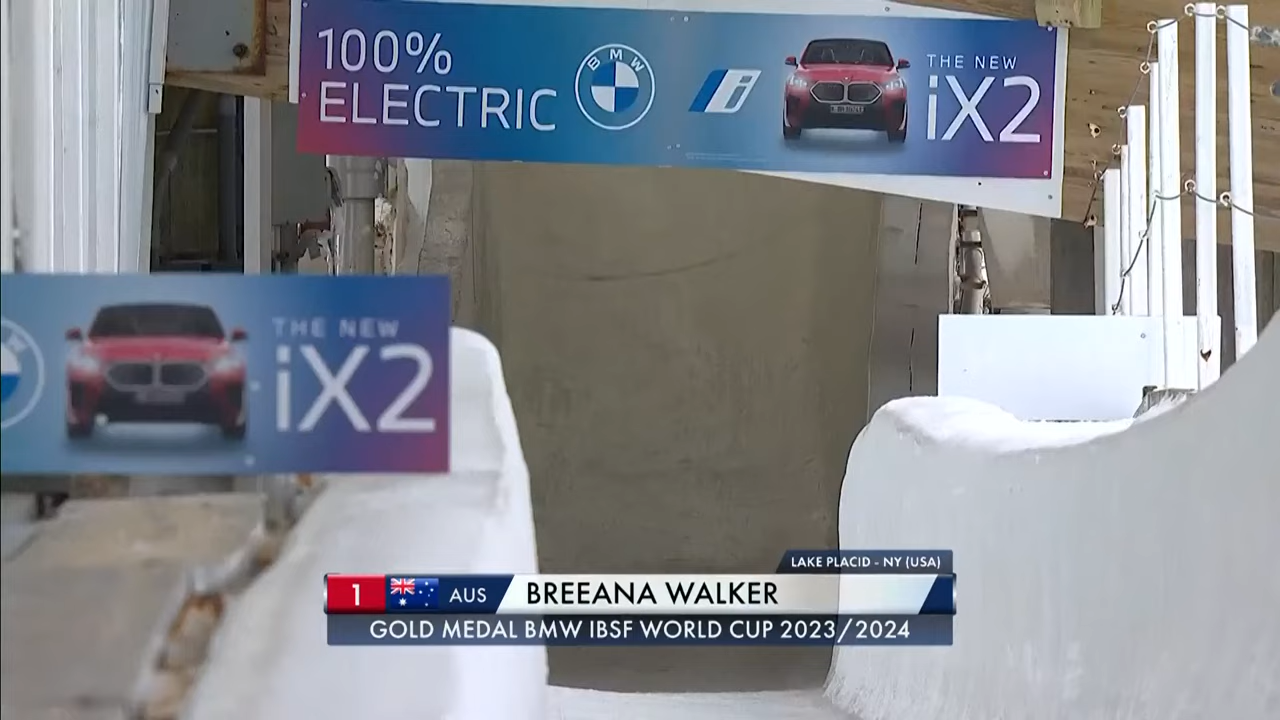 100%
ELECTRIC
BMW
i
THE NEW
iX2
THE NEW
iX2
LAKE PLACID - NY (USA)
1 AUS BREEANA WALKER
GOLD MEDAL BMW IBSF WORLD CUP 2023/2024